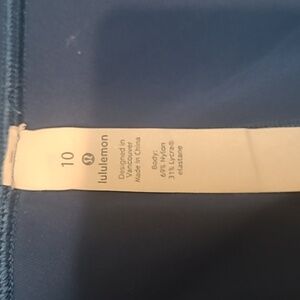 10
lululemon
Designed in
Vancouver
Made in China
Body:
69% Nylon
31% Lycra®
elastane